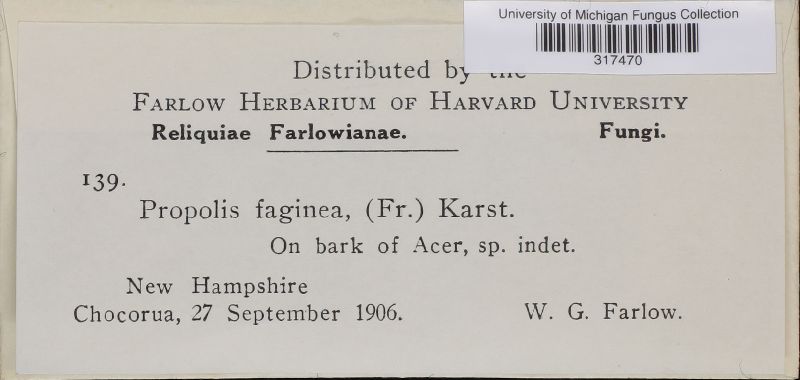 University of Michigan Fungus Collection
317470
Distributed by the
FARLOW HERBARIUM OF HARVARD UNIVERSITY
Reliquiae Farlowianae. Fungi.
139.
Propolis faginea, (Fr.) Karst.
On bark of Acer, sp. indet.
New Hampshire
Chocorua, 27 September 1906. W. G. Farlow.